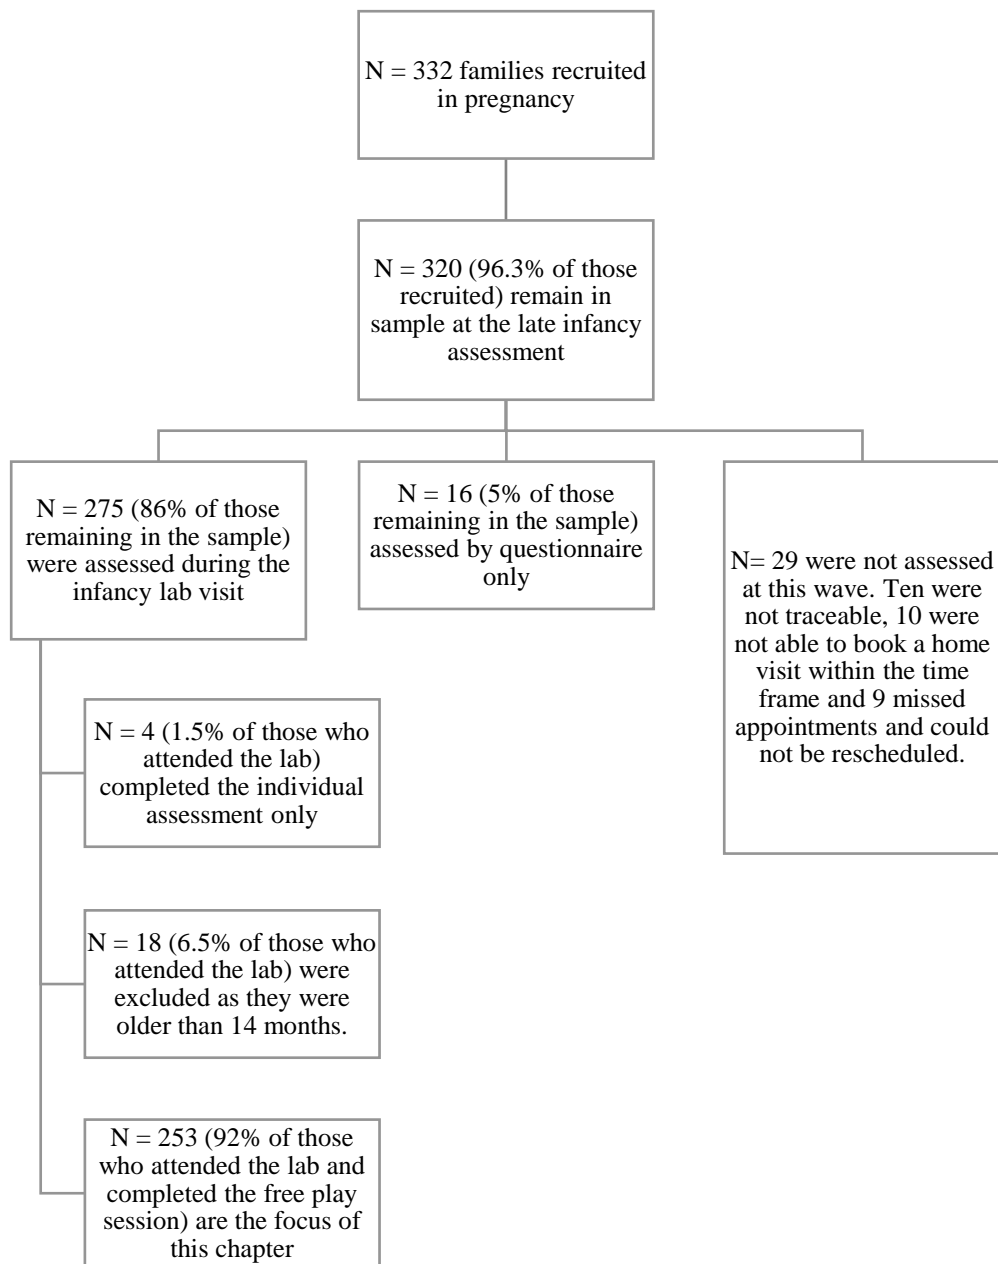 N = 332 families recruited
in pregnancy
N = 320 (96.3% of those
recruited) remain in
sample at the late infancy
assessment
N = 275 (86% of those
remaining in the sample)
were assessed during the
infancy lab visit
N = 16 (5% of those
remaining in the sample)
assessed by questionnaire
only
N= 29 were not assessed
at this wave. Ten were
not traceable, 10 were
not able to book a home
visit within the time
frame and 9 missed
appointments and could
not be rescheduled.
N = 4 (1.5% of those who
attended the lab)
completed the individual
assessment only
N = 18 (6.5% of those who
attended the lab) were
excluded as they were
older than 14 months.
N = 253 (92% of those
who attended the lab and
completed the free play
session) are the focus of
this chapter